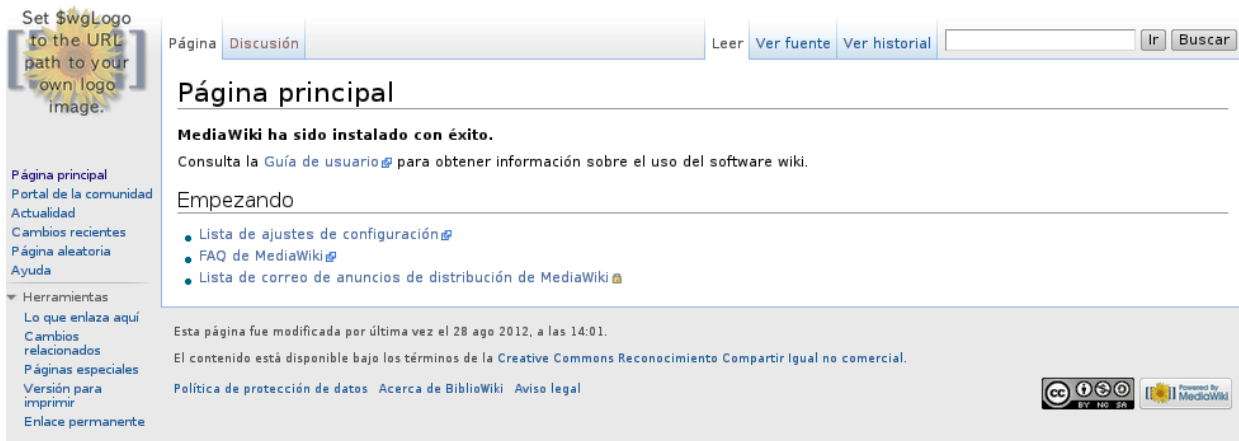 Set $wgLogo
to the URL
path to your
own logo
image.
Página Discusión Leer Ver fuente Ver historial Ir Buscar
Página principal
MediaWiki ha sido instalado con éxito.
Consulta la Guía de usuario para obtener información sobre el uso del software wiki.
Empezando
Lista de ajustes de configuración
FAQ de MediaWiki
Lista de correo de anuncios de distribución de MediaWiki
Página principal
Portal de la comunidad
Actualidad
Cambios recientes
Página aleatoria
Ayuda
Herramientas
Lo que enlaza aquí
Cambios
relacionados
Páginas especiales
Versión para
imprimir
Enlace permanente
Esta página fue modificada por última vez el 28 ago 2012, a las 14:01.
El contenido está disponible bajo los términos de la Creative Commons Reconocimiento Compartir Igual no comercial.
Política de protección de datos Acerca de BiblioWiki Aviso legal
cc
BY NC SA
Powered By
MediaWiki